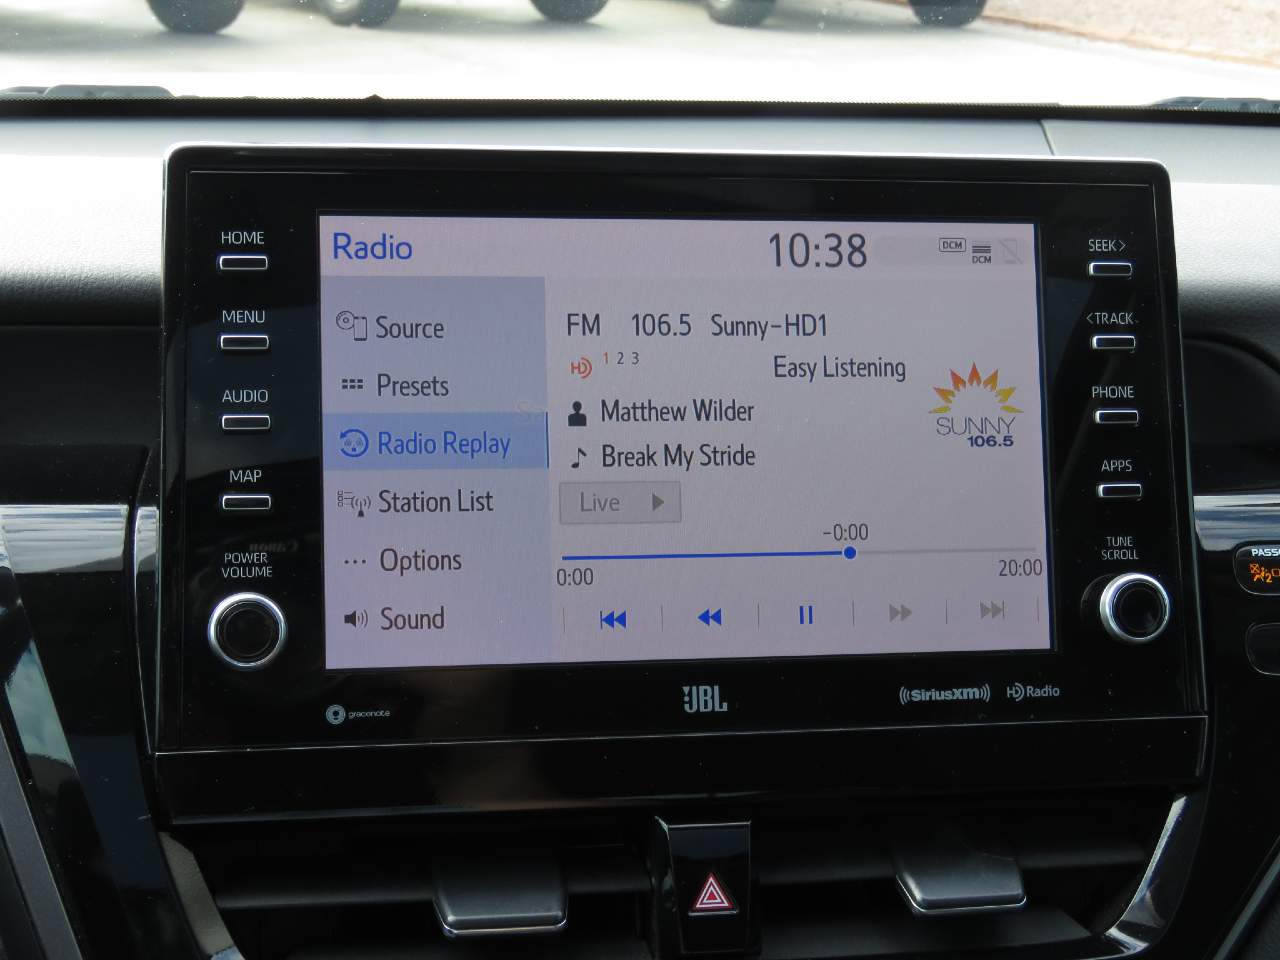 HOME
MENU
AUDIO
MAP
POWER
VOLUME
Radio
10:38
DCM
DCM
Source
Presets
Radio Replay
Station List
Options
Sound
FM 106.5 Sunny-HD1
HD 1 2 3
Easy Listening
Matthew Wilder
Break My Stride
SUNNY
106.5
Live
-0:00
0:00
20:00
SEEK>
<TRACK
PHONE
APPS
TUNE
SCROLL
gracenote
JBL
SiriusXM
HD Radio